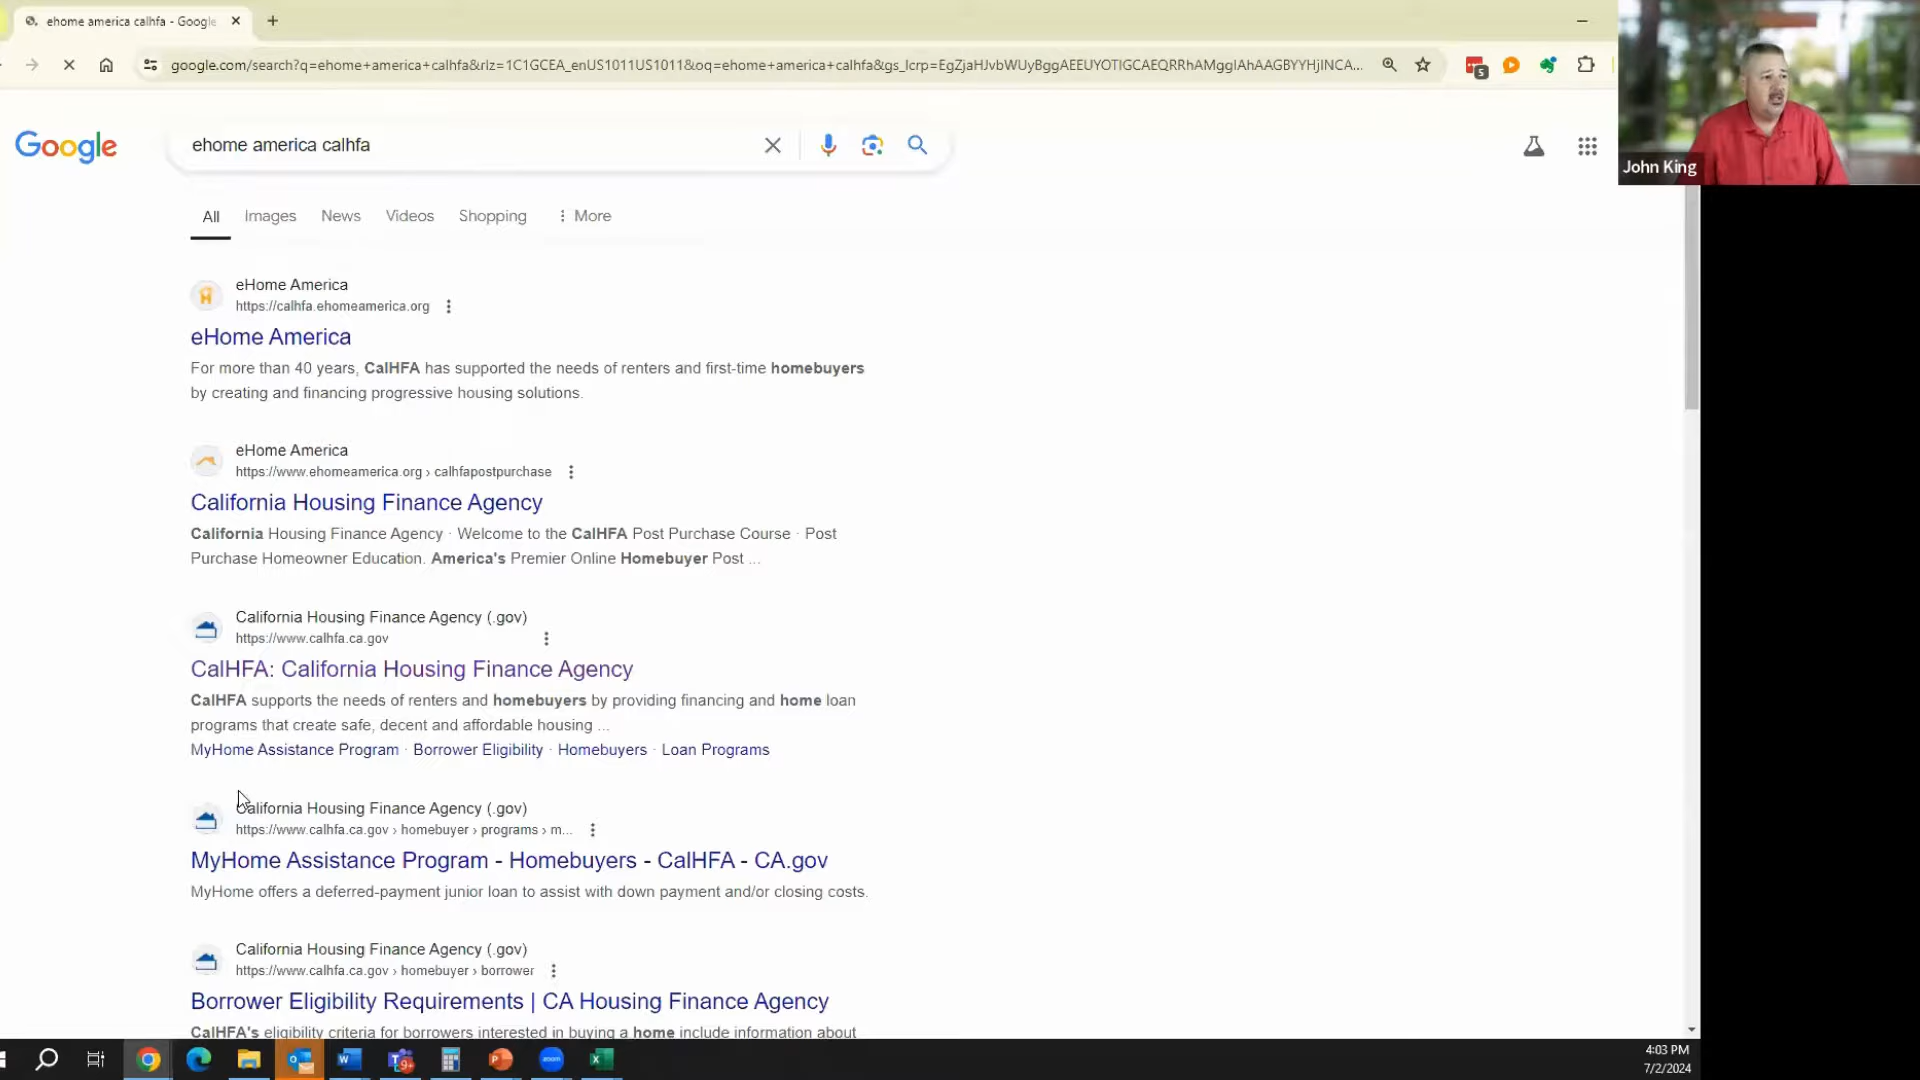 ehome america calhfa - Google
google.com/search?q=ehome+america+calhfa&rlz=1C1GCEA_enUS1011US1011&oq=ehome+america+calhfa&gs_lcrp=EgZjaHJvbWUyBggAEEUYOTIGCAEQRRhAMggIAhAAGBYYHjINCA...
5
Google
ehome america calhfa
John King
All Images News Videos Shopping More
eHome America
https://calhfa.ehomeamerica.org
eHome America
For more than 40 years, CalHFA has supported the needs of renters and first-time homebuyers
by creating and financing progressive housing solutions.
eHome America
https://www.ehomeamerica.org › calhfapostpurchase
California Housing Finance Agency
California Housing Finance Agency · Welcome to the CalHFA Post Purchase Course · Post
Purchase Homeowner Education. America's Premier Online Homebuyer Post ...
California Housing Finance Agency (.gov)
https://www.calhfa.ca.gov
CalHFA: California Housing Finance Agency
CalHFA supports the needs of renters and homebuyers by providing financing and home loan
programs that create safe, decent and affordable housing ...
MyHome Assistance Program · Borrower Eligibility · Homebuyers · Loan Programs
California Housing Finance Agency (.gov)
https://www.calhfa.ca.gov › homebuyer › programs › m...
MyHome Assistance Program - Homebuyers - CalHFA - CA.gov
MyHome offers a deferred-payment junior loan to assist with down payment and/or closing costs.
California Housing Finance Agency (.gov)
https://www.calhfa.ca.gov › homebuyer › borrower
Borrower Eligibility Requirements | CA Housing Finance Agency
CalHFA's eligibility criteria for borrowers interested in buying a home include information about
9+
zoom
4:03 PM
7/2/2024